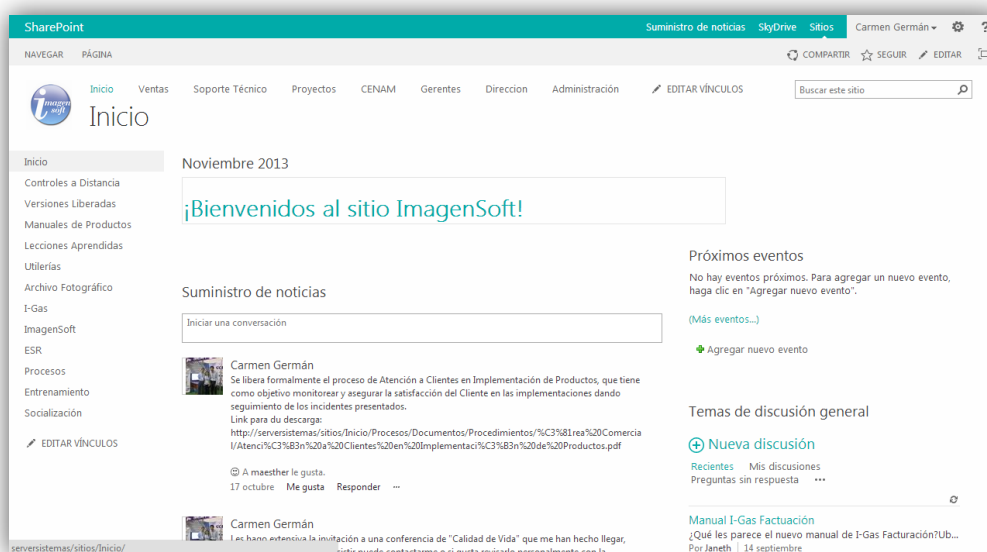 SharePoint
Suministro de noticias SkyDrive Sitios Carmen Germán ?
NAVEGAR PÁGINA
COMPARTIR SEGUIR EDITAR
imagen soft
Inicio Ventas Soporte Técnico Proyectos CENAM Gerentes Direccion Administración EDITAR VÍNCULOS
Buscar este sitio
Inicio
Inicio
Controles a Distancia
Versiones Liberadas
Manuales de Productos
Lecciones Aprendidas
Utilerías
Archivo Fotográfico
I-Gas
ImagenSoft
ESR
Procesos
Entrenamiento
Socialización
EDITAR VÍNCULOS
Noviembre 2013
¡Bienvenidos al sitio ImagenSoft!
Suministro de noticias
Iniciar una conversación
Carmen Germán
Se libera formalmente el proceso de Atención a Clientes en Implementación de Productos, que tiene
como objetivo monitorear y asegurar la satisfacción del Cliente en las implementaciones dando
seguimiento de los incidentes presentados.
Link para du descarga:
http://serversistemas/sitios/Inicio/Procesos/Documentos/Procedimientos/%C3%81rea%20Comercia
l/Atenci%C3%B3n%20a%20Clientes%20en%20Implementaci%C3%B3n%20de%20Productos.pdf
A maesther le gusta.
17 octubre Me gusta Responder ...
Carmen Germán
Les hago extensiva la invitación a una conferencia de "Calidad de Vida" que me han hecho llegar,
puede contactarme o si gusta revisarlo personalmente con la
Próximos eventos
No hay eventos próximos. Para agregar un nuevo evento,
haga clic en "Agregar nuevo evento".
(Más eventos...)
Agregar nuevo evento
Temas de discusión general
Nueva discusión
Recientes Mis discusiones
Preguntas sin respuesta ...
Manual I-Gas Factuación
¿Qué les parece el nuevo manual de I-Gas Facturación?Ub...
Por Janeth | 14 septiembre
serversistemas/sitios/Inicio/